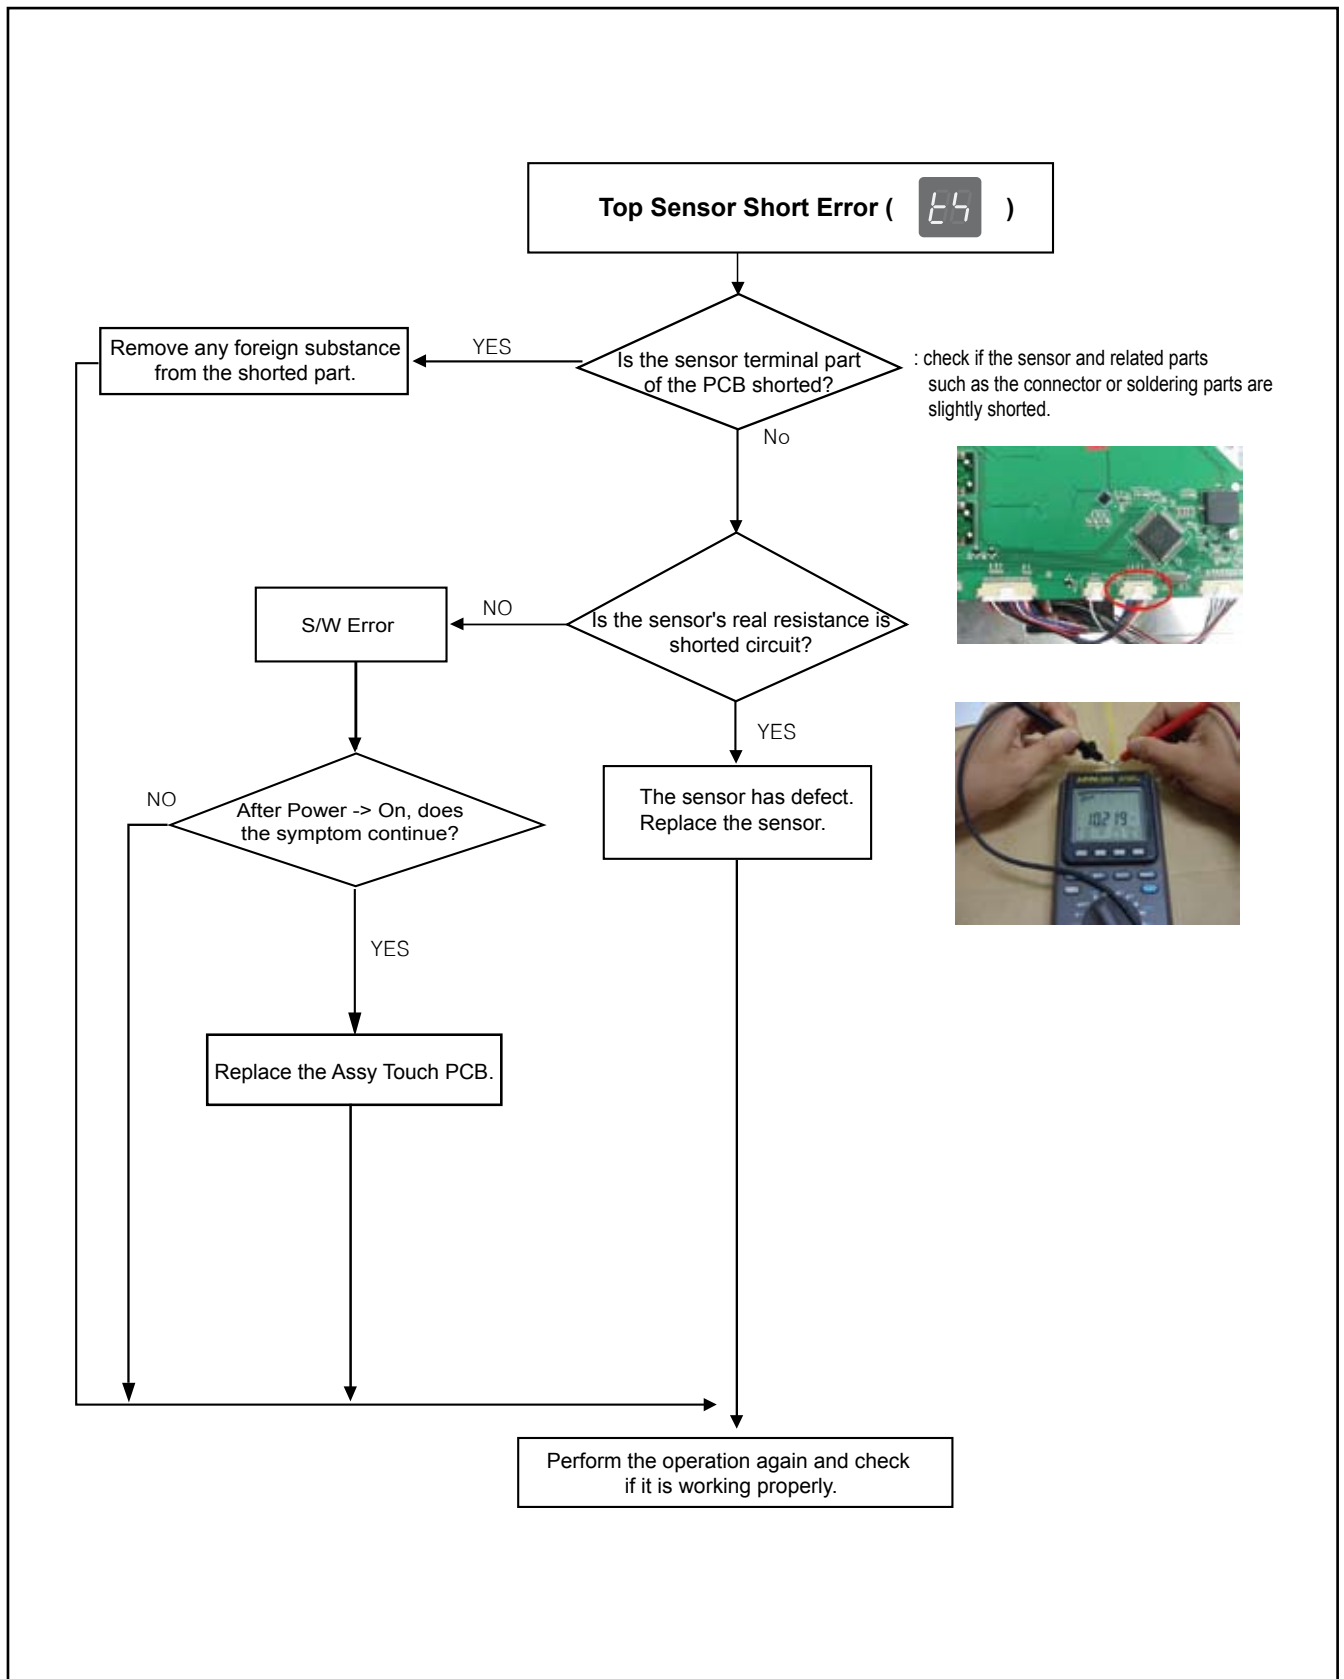 Top Sensor Short Error ( t4 )
Remove any foreign substance
from the shorted part.
YES
Is the sensor terminal part
of the PCB shorted?
: check if the sensor and related parts
such as the connector or soldering parts are
slightly shorted.
No
S/W Error
NO
Is the sensor's real resistance is
shorted circuit?
YES
NO
After Power -> On, does
the symptom continue?
The sensor has defect.
Replace the sensor.
10.219
YES
Replace the Assy Touch PCB.
Perform the operation again and check
if it is working properly.